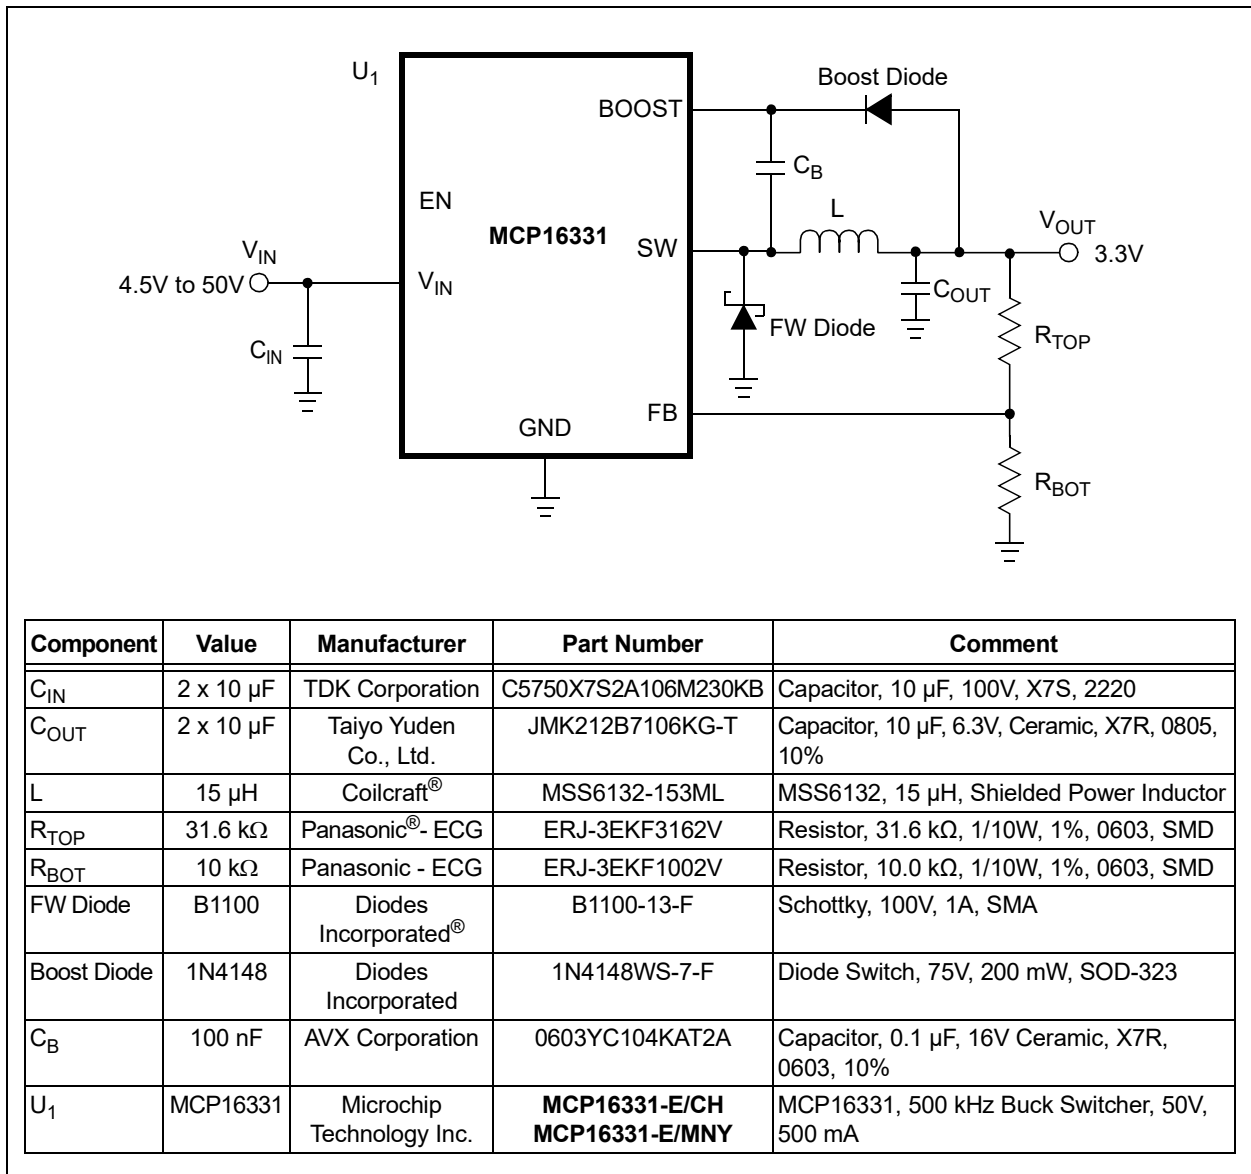 U1
BOOST
Boost Diode
CB
EN
MCP16331
SW
L
VOUT
3.3V
VIN
4.5V to 50V
VIN
COUT
FW Diode
RTOP
CIN
FB
GND
RBOT
Component Value Manufacturer Part Number Comment
CIN 2 x 10 µF TDK Corporation C5750X7S2A106M230KB Capacitor, 10 µF, 100V, X7S, 2220
COUT 2 x 10 µF Taiyo Yuden JMK212B7106KG-T Capacitor, 10 µF, 6.3V, Ceramic, X7R, 0805,
Co., Ltd. 10%
L 15 µH Coilcraft® MSS6132-153ML MSS6132, 15 µH, Shielded Power Inductor
RTOP 31.6 kΩ Panasonic®- ECG ERJ-3EKF3162V Resistor, 31.6 kΩ, 1/10W, 1%, 0603, SMD
RBOT 10 kΩ Panasonic - ECG ERJ-3EKF1002V Resistor, 10.0 kΩ, 1/10W, 1%, 0603, SMD
FW Diode B1100 Diodes B1100-13-F Schottky, 100V, 1A, SMA
Incorporated®
Boost Diode 1N4148 Diodes 1N4148WS-7-F Diode Switch, 75V, 200 mW, SOD-323
Incorporated
CB 100 nF AVX Corporation 0603YC104KAT2A Capacitor, 0.1 µF, 16V Ceramic, X7R,
0603, 10%
U1 MCP16331 Microchip MCP16331-E/CH MCP16331, 500 kHz Buck Switcher, 50V,
Technology Inc. MCP16331-E/MNY 500 mA